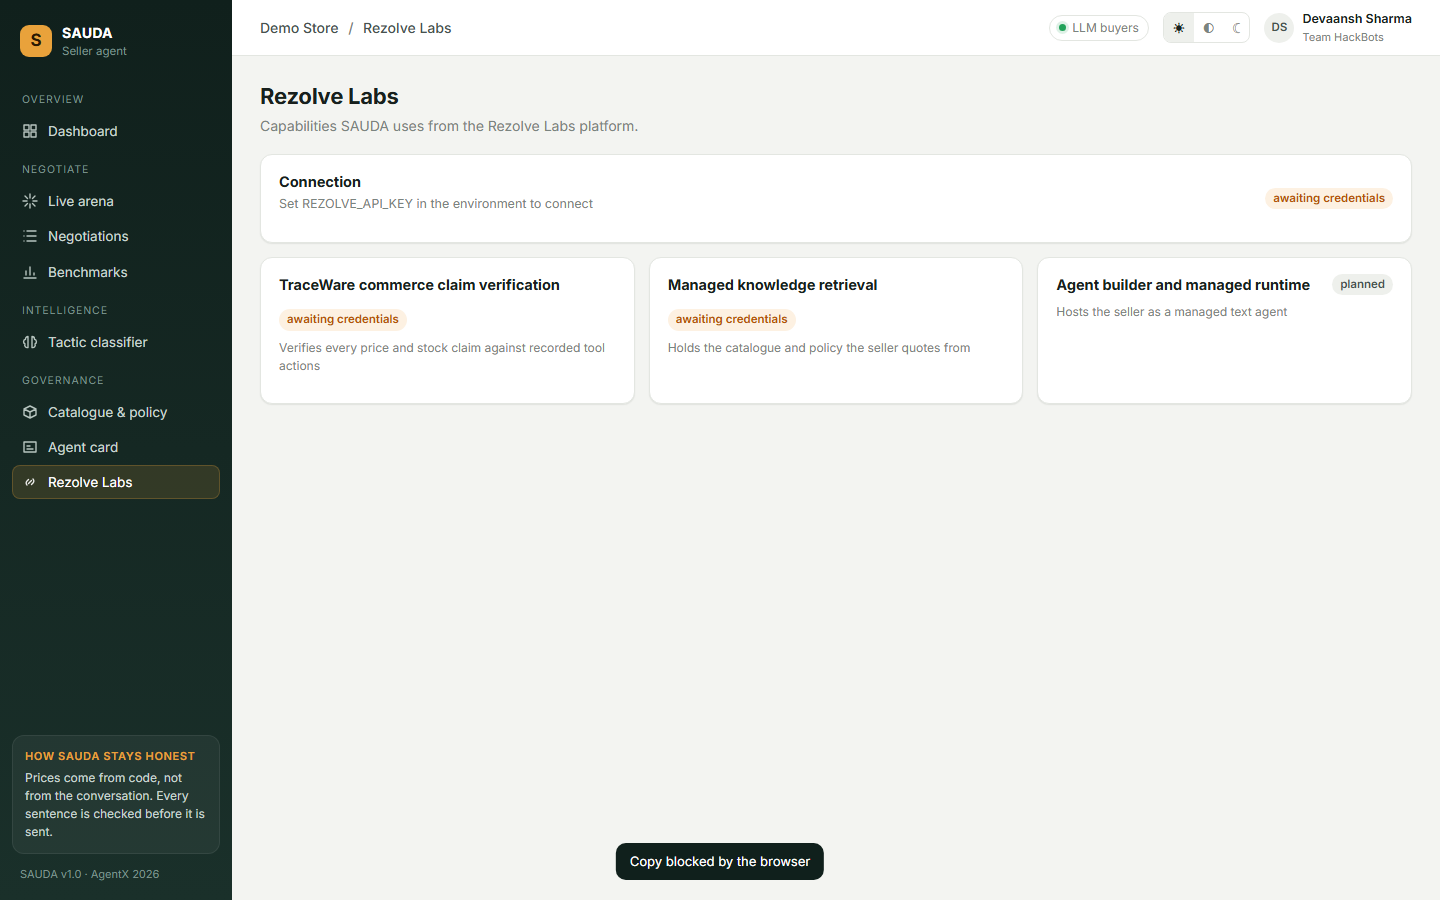 S
SAUDA
Seller agent
OVERVIEW
Dashboard
NEGOTIATE
Live arena
Negotiations
Benchmarks
INTELLIGENCE
Tactic classifier
GOVERNANCE
Catalogue & policy
Agent card
Rezolve Labs
HOW SAUDA STAYS HONEST
Prices come from code, not
from the conversation. Every
sentence is checked before it is
sent.
SAUDA v1.0 · AgentX 2026
Demo Store / Rezolve Labs
LLM buyers
DS
Devaansh Sharma
Team HackBots
Rezolve Labs
Capabilities SAUDA uses from the Rezolve Labs platform.
Connection
Set REZOLVE_API_KEY in the environment to connect
awaiting credentials
TraceWare commerce claim verification
awaiting credentials
Verifies every price and stock claim against recorded tool
actions
Managed knowledge retrieval
awaiting credentials
Holds the catalogue and policy the seller quotes from
Agent builder and managed runtime
planned
Hosts the seller as a managed text agent
Copy blocked by the browser